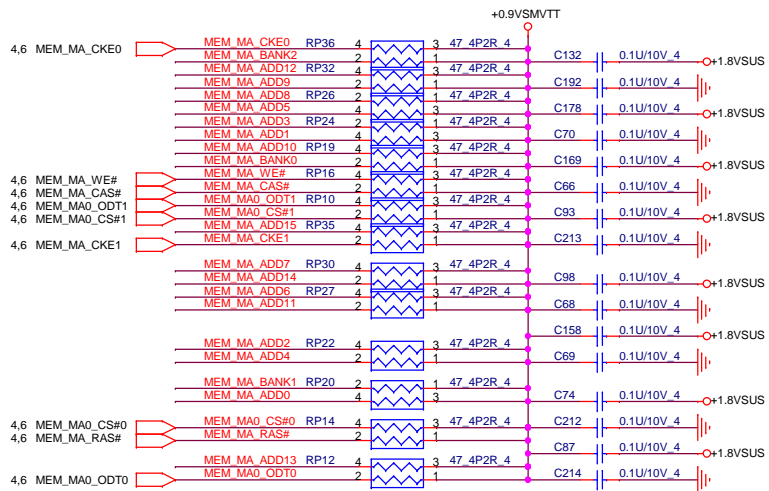 +0.9VSMVTT
4,6 MEM_MA_CKE0 MEM_MA_CKE0 RP36 4 3 47_4P2R_4
MEM_MA_BANK2 2 1 C132 0.1U/10V_4 +1.8VSUS
MEM_MA_ADD12 RP32 4 3 47_4P2R_4
MEM_MA_ADD9 2 1 C192 0.1U/10V_4
MEM_MA_ADD8 RP26 2 1 47_4P2R_4
MEM_MA_ADD5 4 3 C178 0.1U/10V_4 +1.8VSUS
MEM_MA_ADD3 RP24 2 1 47_4P2R_4
MEM_MA_ADD1 4 3 C70 0.1U/10V_4
MEM_MA_ADD10 RP19 4 3 47_4P2R_4
MEM_MA_BANK0 2 1 C169 0.1U/10V_4 +1.8VSUS
4,6 MEM_MA_WE# MEM_MA_WE# RP16 4 3 47_4P2R_4
4,6 MEM_MA_CAS# MEM_MA_CAS# 2 1 C66 0.1U/10V_4
4,6 MEM_MA0_ODT1 MEM_MA0_ODT1 RP10 4 3 47_4P2R_4
4,6 MEM_MA0_CS#1 MEM_MA0_CS#1 2 1 C93 0.1U/10V_4 +1.8VSUS
MEM_MA_ADD15 RP35 4 3 47_4P2R_4
4,6 MEM_MA_CKE1 MEM_MA_CKE1 2 1 C213 0.1U/10V_4
MEM_MA_ADD7 RP30 4 3 47_4P2R_4
MEM_MA_ADD14 2 1 C98 0.1U/10V_4 +1.8VSUS
MEM_MA_ADD6 RP27 4 3 47_4P2R_4
MEM_MA_ADD11 2 1 C68 0.1U/10V_4
C158 0.1U/10V_4 +1.8VSUS
MEM_MA_ADD2 RP22 4 3 47_4P2R_4
MEM_MA_ADD4 2 1 C69 0.1U/10V_4
MEM_MA_BANK1 RP20 2 1 47_4P2R_4
MEM_MA_ADD0 4 3 C74 0.1U/10V_4 +1.8VSUS
4,6 MEM_MA0_CS#0 MEM_MA0_CS#0 RP14 4 3 47_4P2R_4 C212 0.1U/10V_4
4,6 MEM_MA_RAS# MEM_MA_RAS# 2 1
C87 0.1U/10V_4 +1.8VSUS
MEM_MA_ADD13 RP12 4 3 47_4P2R_4
4,6 MEM_MA0_ODT0 MEM_MA0_ODT0 2 1 C214 0.1U/10V_4